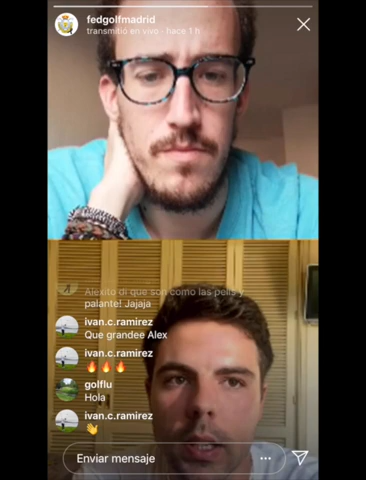 fedgolfmadrid
transmitió en vivo · hace 1 h
Alexito di que son como las pelis y
palante! Jajaja
ivan.c.ramirez
Que grandee Alex
ivan.c.ramirez
🔥🔥🔥
golflu
Hola
ivan.c.ramirez
👋
Enviar mensaje